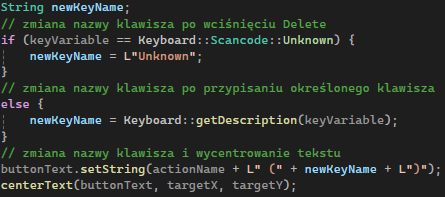 String newKeyName;
// zmiana nazwy klawisza po wciśnięciu Delete
if (keyVariable == Keyboard::Scancode::Unknown) {
    newKeyName = L"Unknown";
}
// zmiana nazwy klawisza po przypisaniu określonego klawisza
else {
    newKeyName = Keyboard::getDescription(keyVariable);
}
// zmiana nazwy klawisza i wycentrowanie tekstu
buttonText.setString(actionName + L" (" + newKeyName + L")");
centerText(buttonText, targetX, targetY);